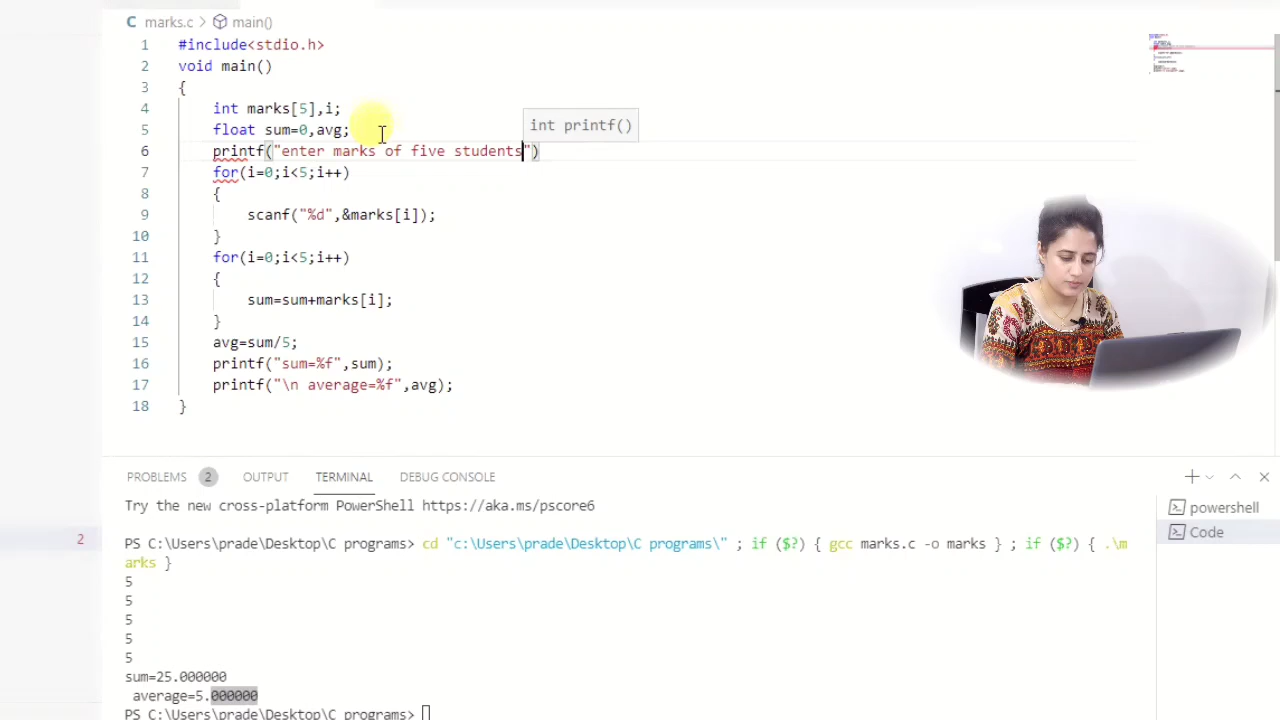 C marks.c > main()
1 #include<stdio.h>
2 void main()
3 {
4 int marks[5],i;
5 float sum=0,avg;
int printf()
6 printf("enter marks of five students")
7 for(i=0;i<5;i++)
8 {
9 scanf("%d",&marks[i]);
10 }
11 for(i=0;i<5;i++)
12 {
13 sum=sum+marks[i];
14 }
15 avg=sum/5;
16 printf("sum=%f",sum);
17 printf("\n average=%f",avg);
18 }
PROBLEMS 2 OUTPUT TERMINAL DEBUG CONSOLE
Try the new cross-platform PowerShell https://aka.ms/pscore6
powershell
2
PS C:\Users\prade\Desktop\C programs> cd "c:\Users\prade\Desktop\C programs\" ; if ($?) { gcc marks.c -o marks } ; if ($?) { .\m
arks }
Code
5
5
5
5
5
sum=25.000000
average=5.000000
PS C:\Users\prade\Desktop\C programs>